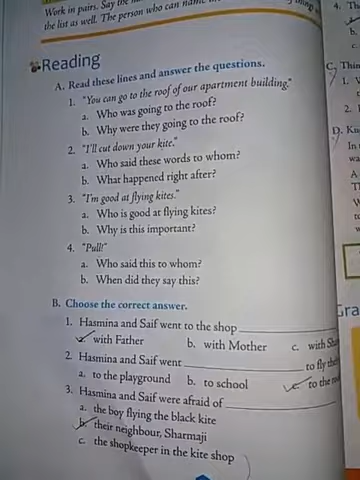 Work in pairs. Say the
the list as well. The person who can name
Reading
A. Read these lines and answer the questions.
1. "You can go to the roof of our apartment building."
a. Who was going to the roof?
b. Why were they going to the roof?
2. "I'll cut down your kite."
a. Who said these words to whom?
b. What happened right after?
3. "I'm good at flying kites."
a. Who is good at flying kites?
b. Why is this important?
4. "Pull!"
a. Who said this to whom?
b. When did they say this?
B. Choose the correct answer.
1. Hasmina and Saif went to the shop
a. with Father b. with Mother c. with
2. Hasmina and Saif went to fly
a. to the playground b. to school c. to the
3. Hasmina and Saif were afraid of
a. the boy flying the black kite
b. their neighbour, Sharmaji
c. the shopkeeper in the kite shop
4.
b.
c.
C.
1.
2.
D.
In
A